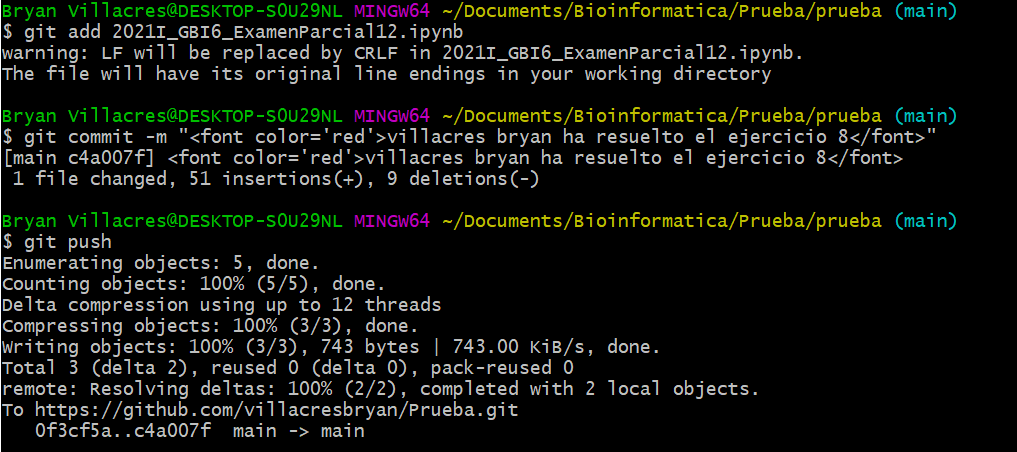 Bryan Villacres@DESKTOP-S0U29NL MINGW64 ~/Documents/Bioinformatica/Prueba/prueba (main)
$ git add 2021I_GBI6_ExamenParcial12.ipynb
warning: LF will be replaced by CRLF in 2021I_GBI6_ExamenParcial12.ipynb.
The file will have its original line endings in your working directory
Bryan Villacres@DESKTOP-S0U29NL MINGW64 ~/Documents/Bioinformatica/Prueba/prueba (main)
$ git commit -m "<font color='red'>villacres bryan ha resuelto el ejercicio 8</font>"
[main c4a007f] <font color='red'>villacres bryan ha resuelto el ejercicio 8</font>
 1 file changed, 51 insertions(+), 9 deletions(-)
Bryan Villacres@DESKTOP-S0U29NL MINGW64 ~/Documents/Bioinformatica/Prueba/prueba (main)
$ git push
Enumerating objects: 5, done.
Counting objects: 100% (5/5), done.
Delta compression using up to 12 threads
Compressing objects: 100% (3/3), done.
Writing objects: 100% (3/3), 743 bytes | 743.00 KiB/s, done.
Total 3 (delta 2), reused 0 (delta 0), pack-reused 0
remote: Resolving deltas: 100% (2/2), completed with 2 local objects.
To https://github.com/villacresbryan/Prueba.git
   0f3cf5a..c4a007f  main -> main